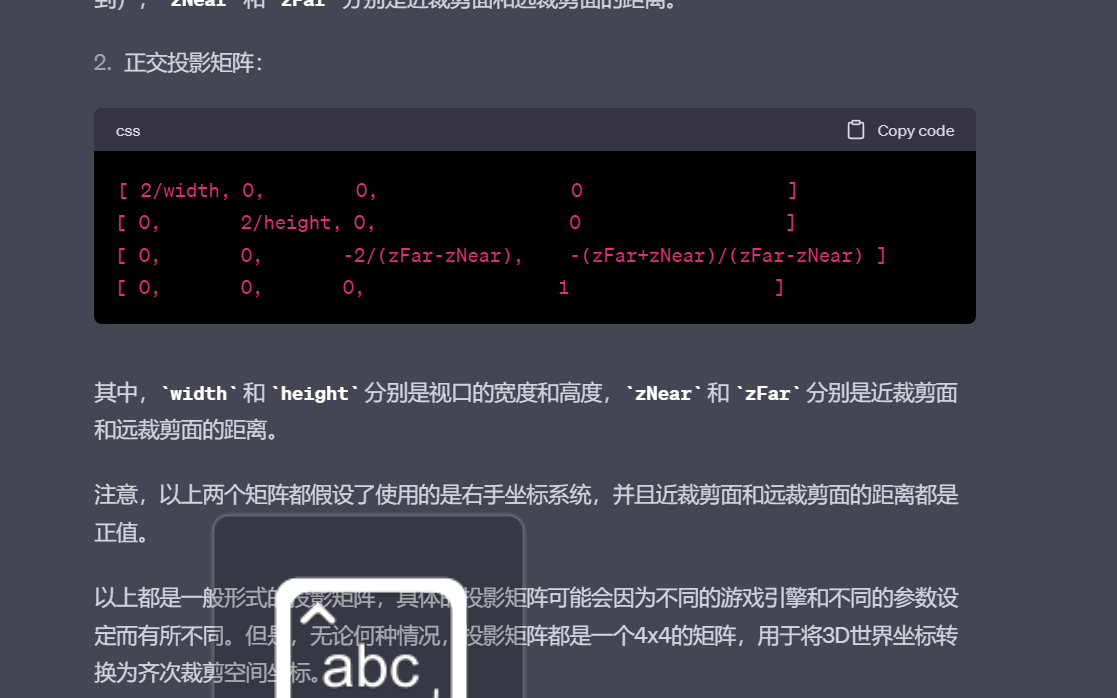 到），`zNear` 和 `zFar` 分别是近裁剪面和远裁剪面的距离。
2. 正交投影矩阵：
css Copy code
[ 2/width, 0, 0, 0 ]
[ 0, 2/height, 0, 0 ]
[ 0, 0, -2/(zFar-zNear), -(zFar+zNear)/(zFar-zNear) ]
[ 0, 0, 0, 1 ]
其中，`width` 和 `height` 分别是视口的宽度和高度，`zNear` 和 `zFar` 分别是近裁剪面
和远裁剪面的距离。
注意，以上两个矩阵都假设了使用的是右手坐标系统，并且近裁剪面和远裁剪面的距离都是
正值。
以上都是一般形式的投影矩阵，具体的投影矩阵可能会因为不同的游戏引擎和不同的参数设
定而有所不同。但是，无论何种情况，投影矩阵都是一个4x4的矩阵，用于将3D世界坐标转
换为齐次裁剪空间坐标。
abc